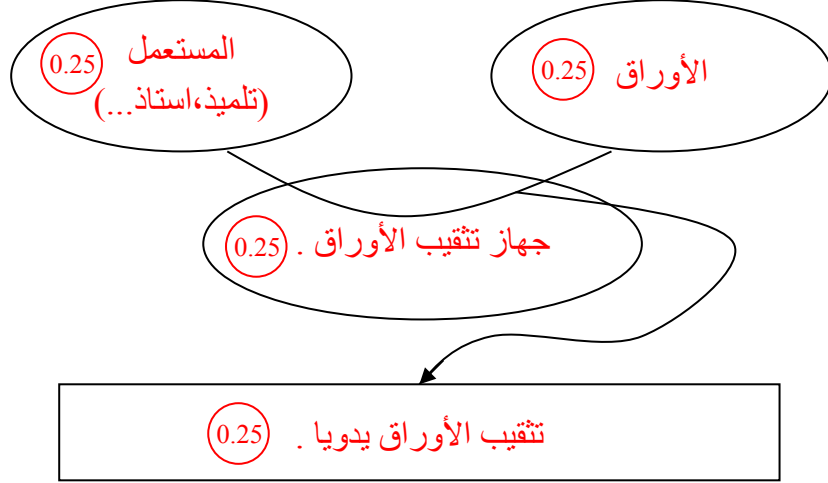 الأوراق 0.25
المستعمل 0.25
(تلميذ،استاذ...)
جهاز تثقيب الأوراق . 0.25
تثقيب الأوراق يدويا . 0.25